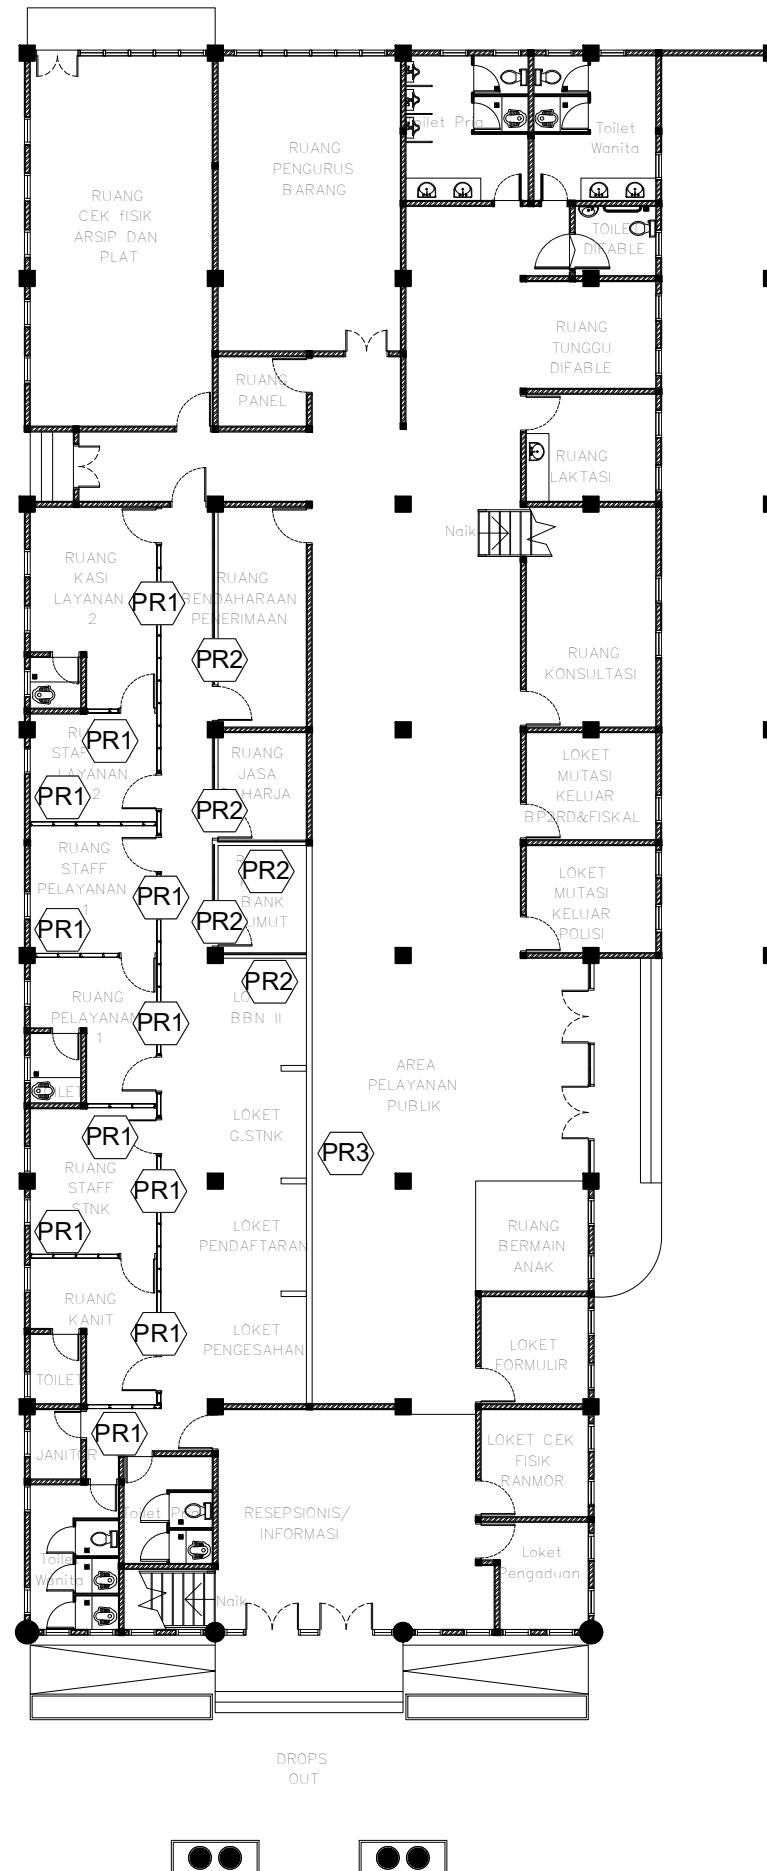 RUANG
CEK fISIK
ARSIP DAN
PLAT
RUANG
PENGURUS
BARANG
Toilet Pria
Toilet
Wanita
TOILET
DIFABLE
RUANG
TUNGGU
DIFABLE
RUANG
PANEL
RUANG
LAKTASI
Naik
RUANG
KASI
LAYANAN
2
PR1
RUANG
BENDAHARAAN
PENERIMAAN
PR2
RUANG
KONSULTASI
PR1
LAYANAN
2
PR1
RUANG
JASA
PR2
LOKET
MUTASI
KELUAR
BP2RD&FISKAL
RUANG
STAFF
PELAYANAN
1
PR1
PR1
PR2
BANK
PR2
LOKET
MUTASI
KELUAR
POLISI
RUANG
PELAYANAN
1
PR1
PR2
BBN II
TOILET
AREA
PELAYANAN
PUBLIK
LOKET
G.STNK
PR1
RUANG
STAFF
STNK
PR1
PR1
PR3
LOKET
PENDAFTARAN
RUANG
BERMAIN
ANAK
RUANG
KANIT
PR1
LOKET
PENGESAHAN
TOILET
LOKET
FORMULIR
PR1
JANITOR
LOKET CEK
FISIK
RANMOR
Toilet Pria
RESEPSIONIS/
INFORMASI
Toilet
Wanita
Loket
Pengaduan
Naik
DROPS
OUT